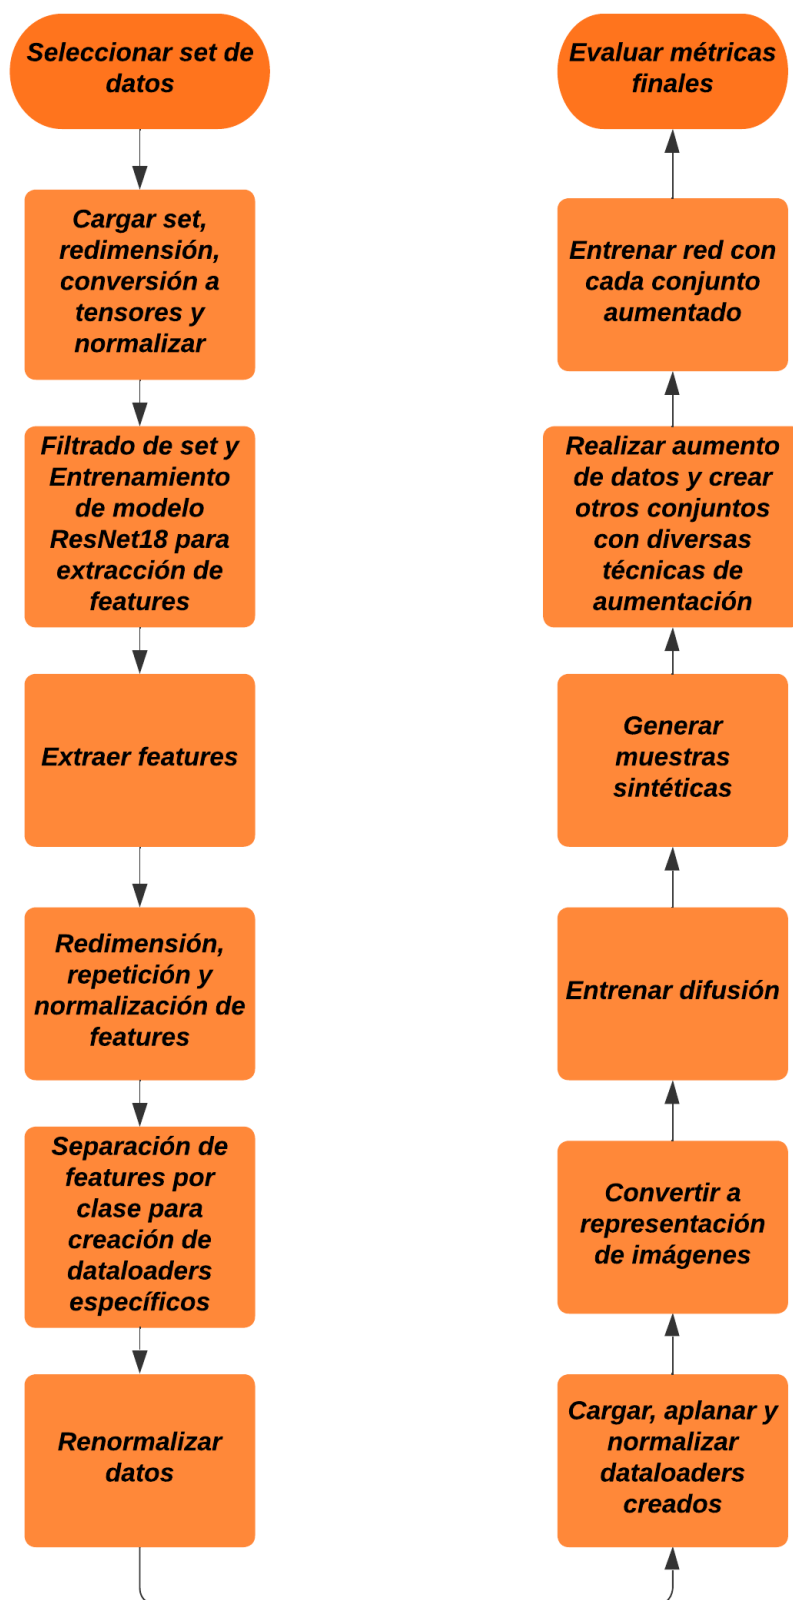 Seleccionar set de
datos
Cargar set,
redimensión,
conversión a
tensores y
normalizar
Filtrado de set y
Entrenamiento
de modelo
ResNet18 para
extracción de
features
Extraer features
Redimensión,
repetición y
normalización de
features
Separación de
features por
clase para
creación de
dataloaders
específicos
Renormalizar
datos
Cargar, aplanar y
normalizar
dataloaders
creados
Convertir a
representación
de imágenes
Entrenar difusión
Generar
muestras
sintéticas
Realizar aumento
de datos y crear
otros conjuntos
con diversas
técnicas de
aumentación
Entrenar red con
cada conjunto
aumentado
Evaluar métricas
finales